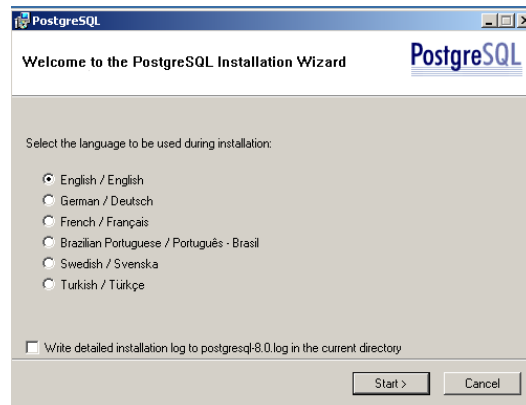 PostgreSQL
Welcome to the PostgreSQL Installation Wizard
PostgreSQL
Select the language to be used during installation:
English / English
German / Deutsch
French / Français
Brazilian Portuguese / Português - Brasil
Swedish / Svenska
Turkish / Türkçe
Write detailed installation log to postgresql-8.0.log in the current directory
Start >
Cancel